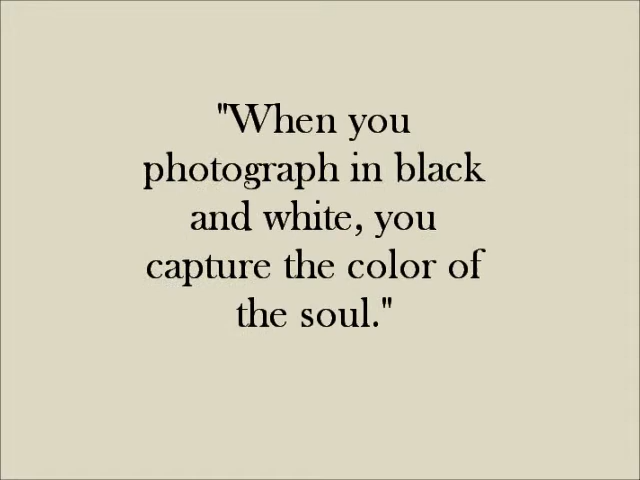 "When you
photograph in black
and white, you
capture the color of
the soul."